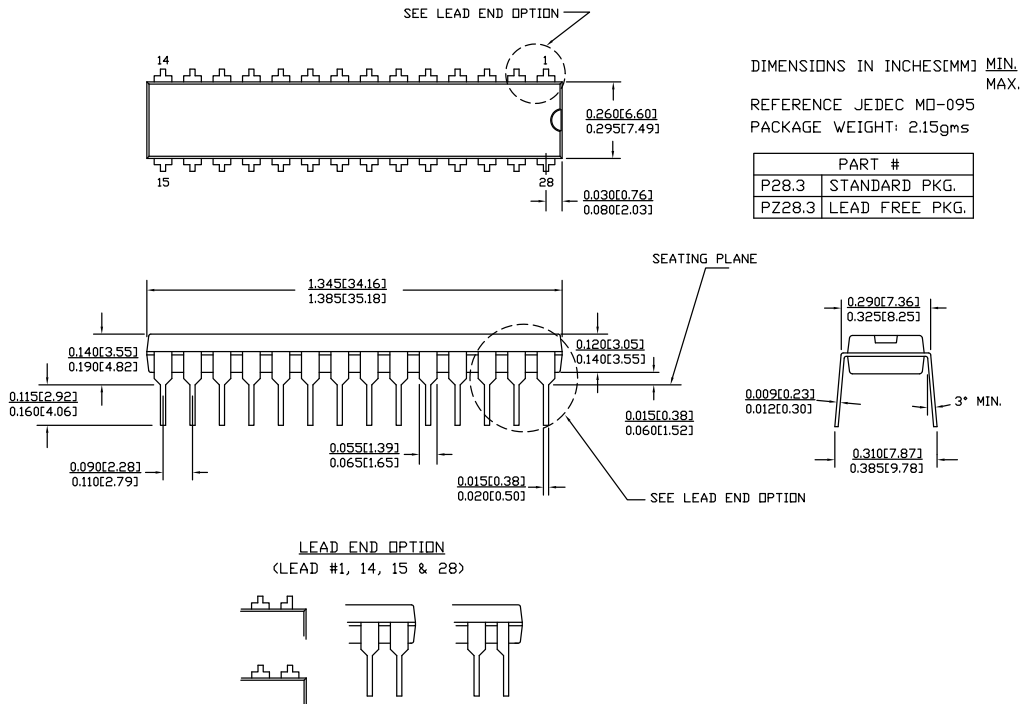 SEE LEAD END OPTION
14
1
DIMENSIONS IN INCHES[MM] MIN.
MAX.
REFERENCE JEDEC MO-095
PACKAGE WEIGHT: 2.15gms
0.260[6.60]
0.295[7.49]
PART #
P28.3 STANDARD PKG.
PZ28.3 LEAD FREE PKG.
15
28
0.030[0.76]
0.080[2.03]
SEATING PLANE
1.345[34.16]
1.385[35.18]
0.290[7.36]
0.325[8.25]
0.140[3.55]
0.190[4.82]
0.120[3.05]
0.140[3.55]
0.115[2.92]
0.160[4.06]
0.015[0.38]
0.060[1.52]
0.009[0.23]
0.012[0.30]
3° MIN.
0.055[1.39]
0.065[1.65]
0.090[2.28]
0.110[2.79]
0.015[0.38]
0.020[0.50]
0.310[7.87]
0.385[9.78]
SEE LEAD END OPTION
LEAD END OPTION
(LEAD #1, 14, 15 & 28)